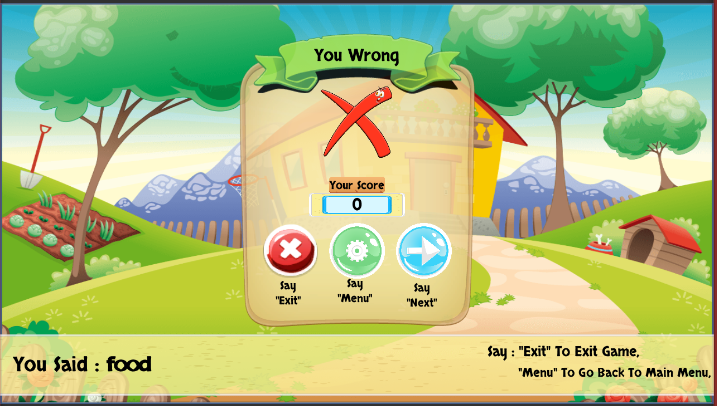 You Wrong
Your Score
0
Say
"Exit"
Say
"Menu"
Say
"Next"
You Said : food
Say : "Exit" To Exit Game,
"Menu" To Go Back To Main Menu,